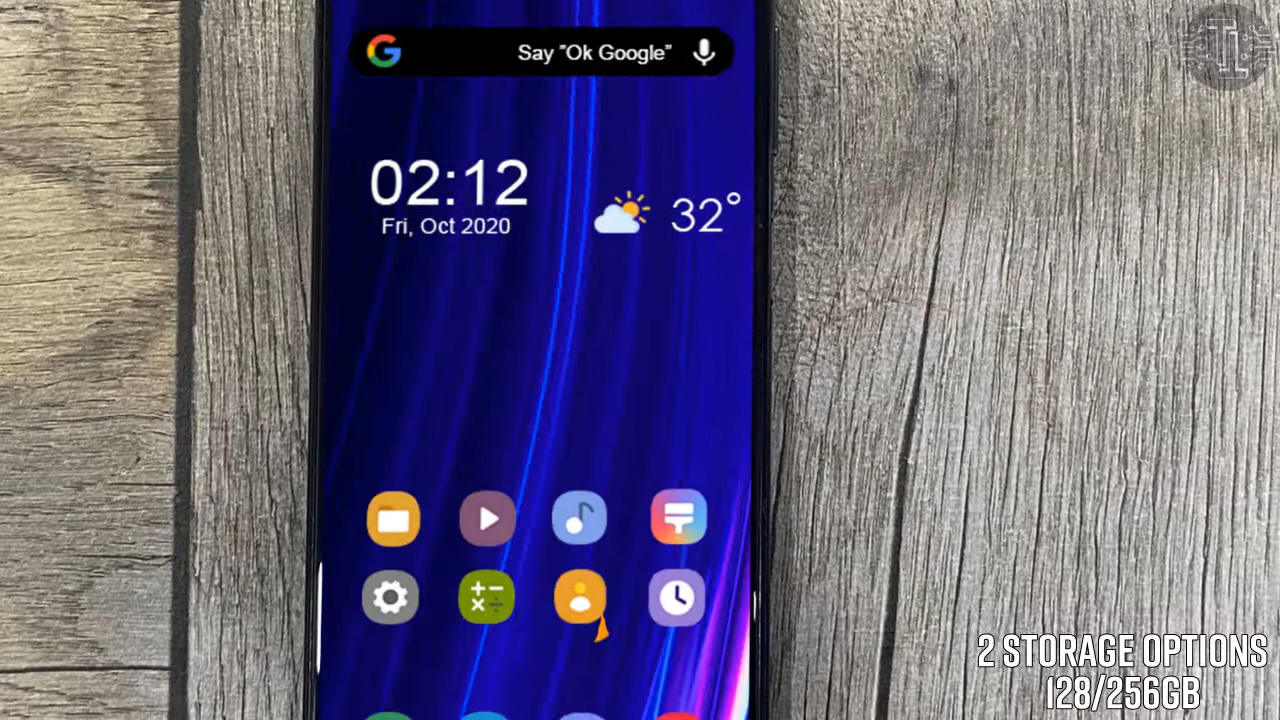 Say "Ok Google"
02:12
Fri, Oct 2020
32°
2 STORAGE OPTIONS
128/256GB